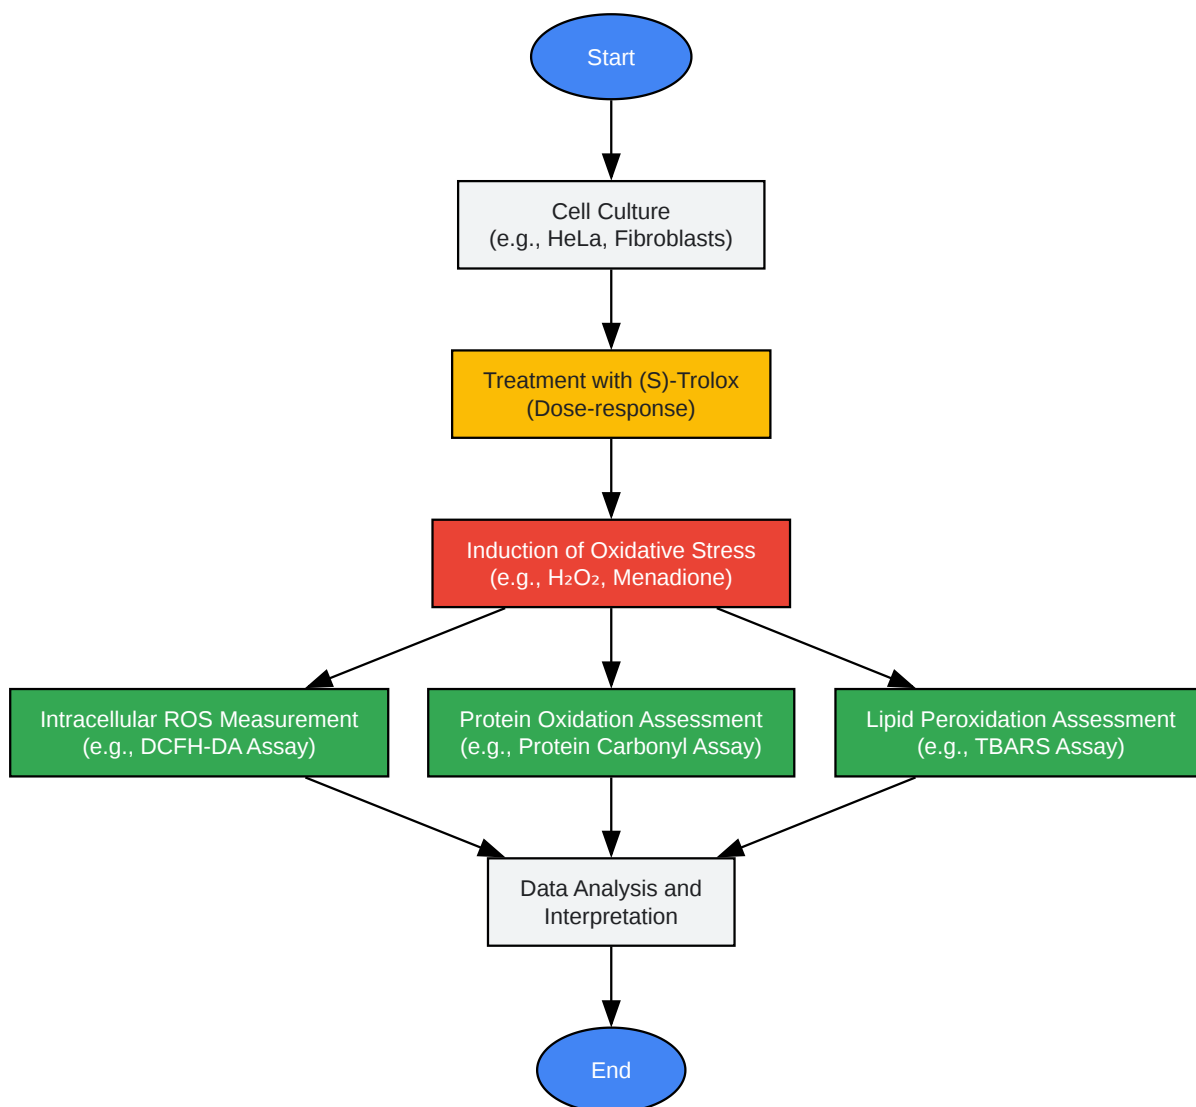 Start
Cell Culture
(e.g., HeLa, Fibroblasts)
Treatment with (S)-Trolox
(Dose-response)
Induction of Oxidative Stress
(e.g., H₂O₂, Menadione)
Intracellular ROS Measurement
(e.g., DCFH-DA Assay)
Protein Oxidation Assessment
(e.g., Protein Carbonyl Assay)
Lipid Peroxidation Assessment
(e.g., TBARS Assay)
Data Analysis and
Interpretation
End